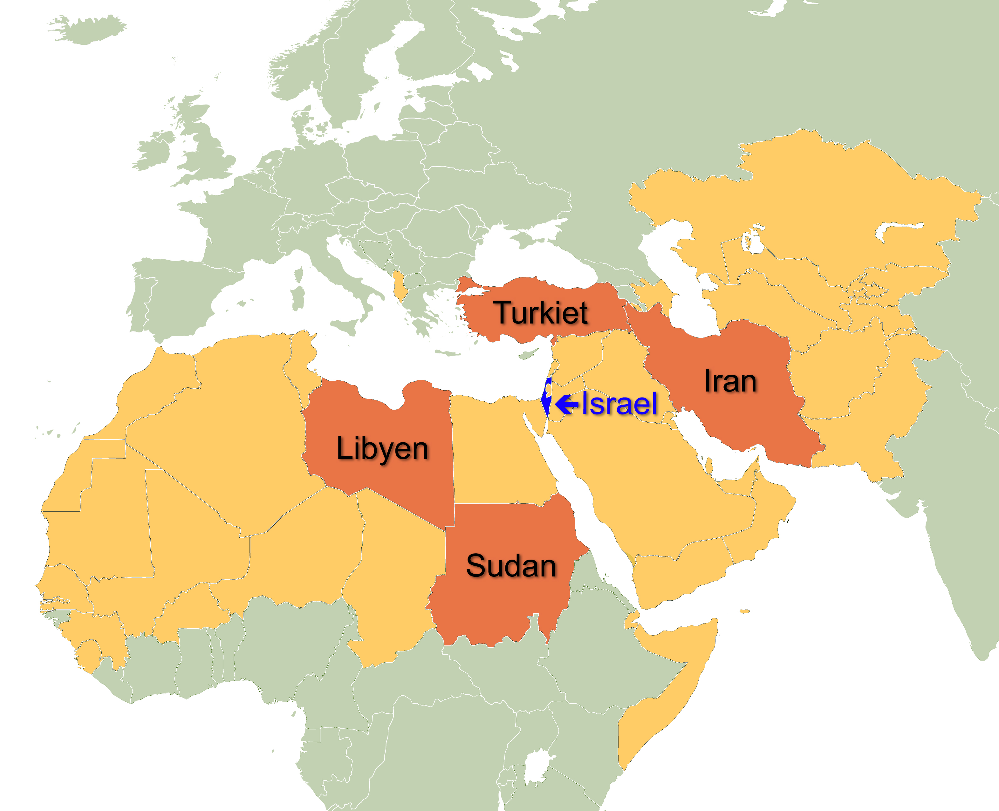 Turkiet
Iran
Israel
Libyen
Sudan